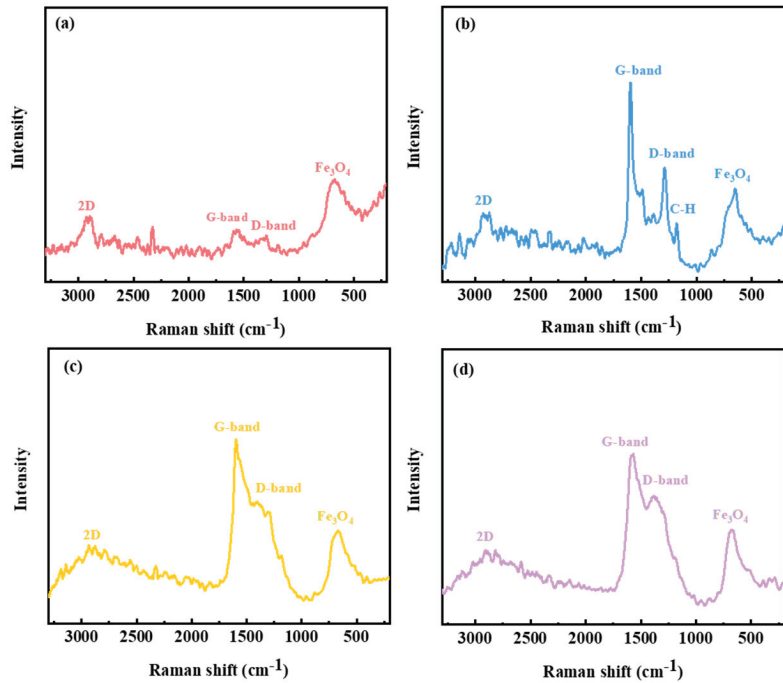 (a)
Intensity
2D
G-band
D-band
Fe₃O₄
3000 2500 2000 1500 1000 500
Raman shift (cm⁻¹)
(b)
Intensity
2D
G-band
D-band
C-H
Fe₃O₄
3000 2500 2000 1500 1000 500
Raman shift (cm⁻¹)
(c)
Intensity
2D
G-band
D-band
Fe₃O₄
3000 2500 2000 1500 1000 500
Raman shift (cm⁻¹)
(d)
Intensity
2D
G-band
D-band
Fe₃O₄
3000 2500 2000 1500 1000 500
Raman shift (cm⁻¹)